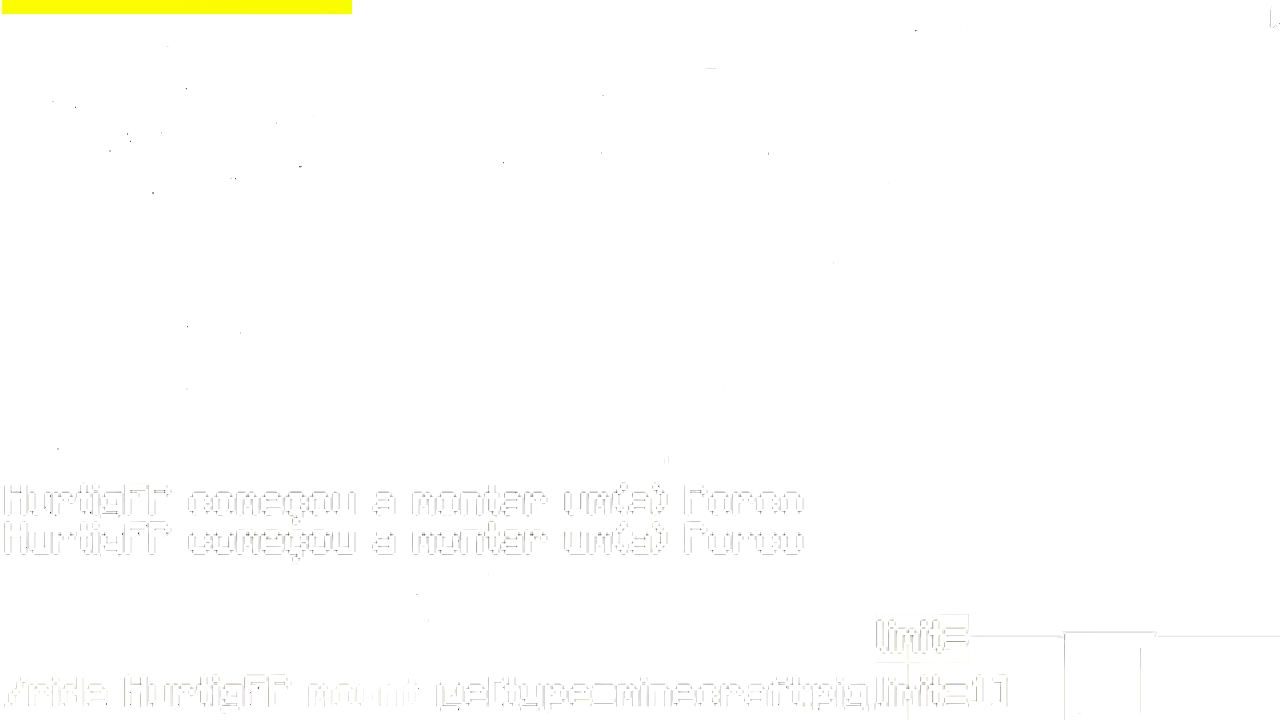 HurtigFF começou a montar um(a) Porco
HurtigFF começou a montar um(a) Porco
limit=
/ride HurtigFF mount @e[type=minecraft:pig,limit=1]